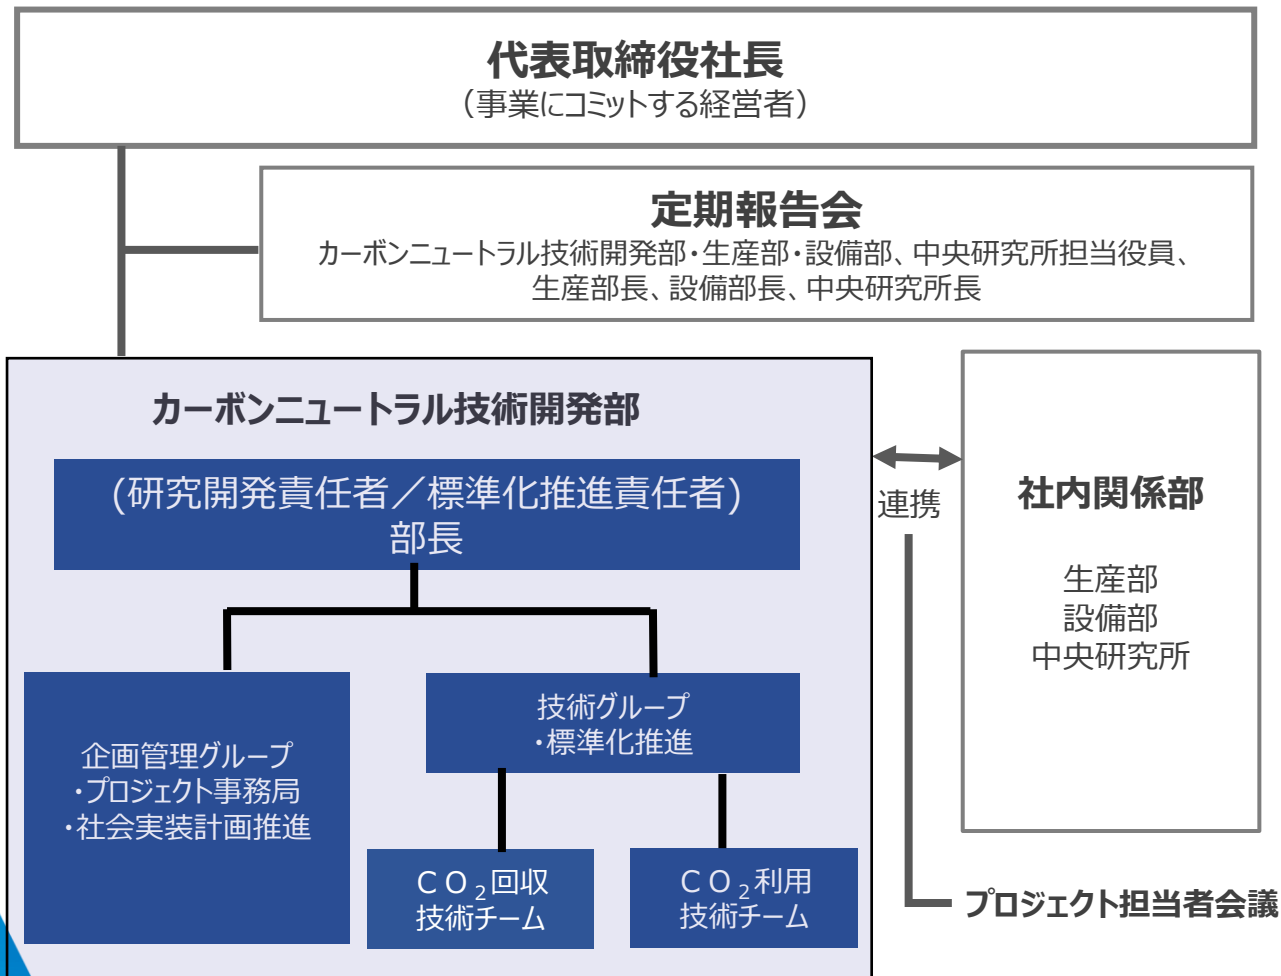 代表取締役社長
（事業にコミットする経営者）
定期報告会
カーボンニュートラル技術開発部・生産部・設備部、中央研究所担当役員、
生産部長、設備部長、中央研究所長
カーボンニュートラル技術開発部
(研究開発責任者／標準化推進責任者)
部長
企画管理グループ
・プロジェクト事務局
・社会実装計画推進
技術グループ
・標準化推進
ＣＯ₂回収
技術チーム
ＣＯ₂利用
技術チーム
連携
社内関係部
生産部
設備部
中央研究所
プロジェクト担当者会議